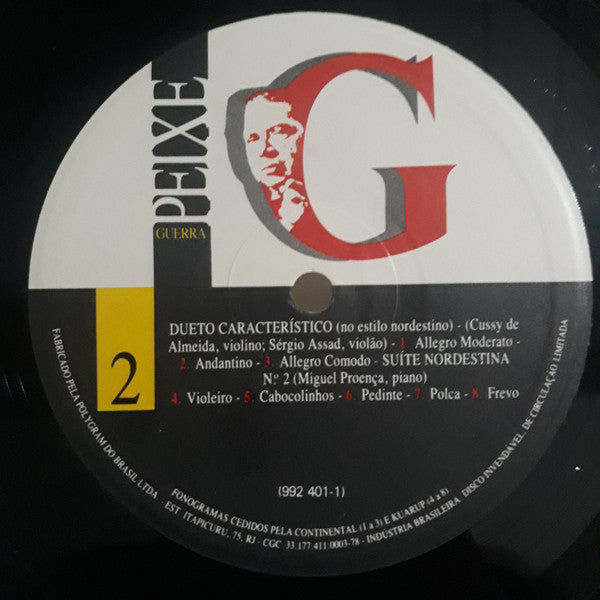 PEIXE
GUERRA
G
2
DUETO CARACTERÍSTICO (no estilo nordestino) - (Cussy de
Almeida, violino; Sérgio Assad, violão) - 1. Allegro Moderato -
2. Andantino - 3. Allegro Comodo - SUÍTE NORDESTINA
N.º 2 (Miguel Proença, piano)
4. Violeiro - 5. Cabocolinhos - 6. Pedinte - 7. Polca - 8. Frevo
(992 401-1)
FONOGRAMAS CEDIDOS PELA CONTINENTAL (1 a 3) E KUARUP (4 a 8)
FABRICADO PELA POLYGRAM DO BRASIL LTDA EST. ITAPICURU, 75, RJ - CGC 33.177.411.0003-78 - INDÚSTRIA BRASILEIRA. DISCO INVENDÁVEL. DE CIRCULAÇÃO LIMITADA